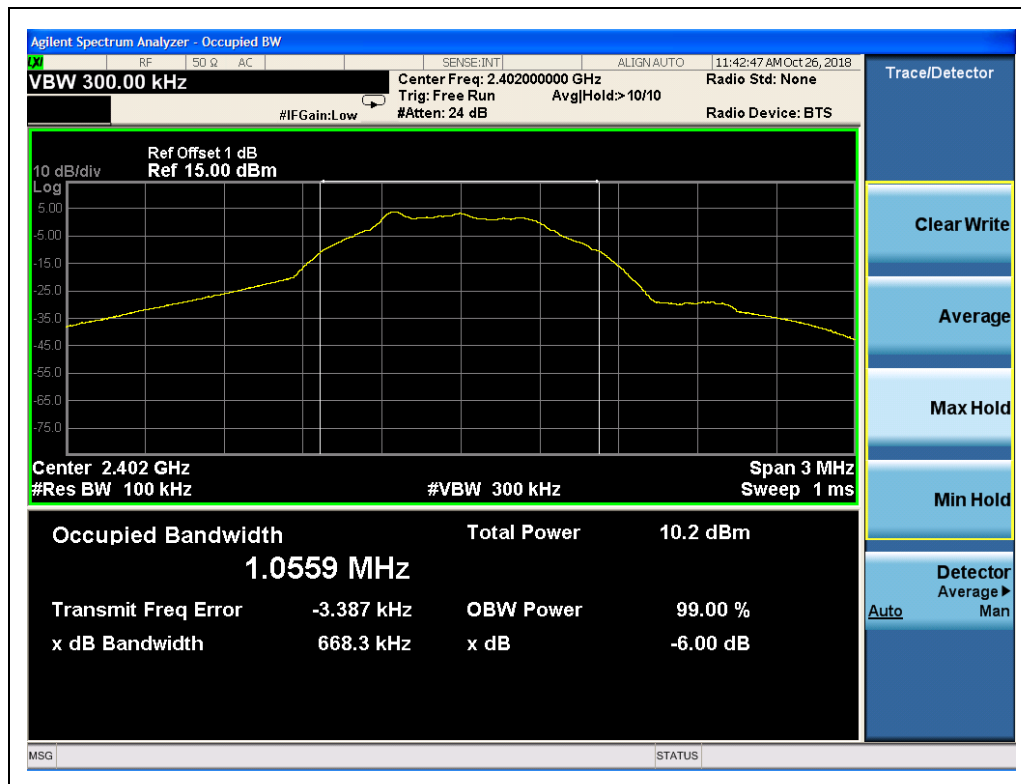 Agilent Spectrum Analyzer - Occupied BW
LXI RF 50 Ω AC SENSE:INT ALIGN AUTO 11:42:47 AM Oct 26, 2018
VBW 300.00 kHz Center Freq: 2.402000000 GHz Radio Std: None
Trig: Free Run Avg|Hold:> 10/10
#IFGain:Low #Atten: 24 dB Radio Device: BTS
Ref Offset 1 dB
10 dB/div Ref 15.00 dBm
Log
5.00
-5.00
-15.0
-25.0
-35.0
-45.0
-55.0
-65.0
-75.0
Center 2.402 GHz Span 3 MHz
#Res BW 100 kHz #VBW 300 kHz Sweep 1 ms
Occupied Bandwidth Total Power 10.2 dBm
1.0559 MHz
Transmit Freq Error -3.387 kHz OBW Power 99.00 %
x dB Bandwidth 668.3 kHz x dB -6.00 dB
Trace/Detector
Clear Write
Average
Max Hold
Min Hold
Detector
Average▶
Auto Man
MSG STATUS